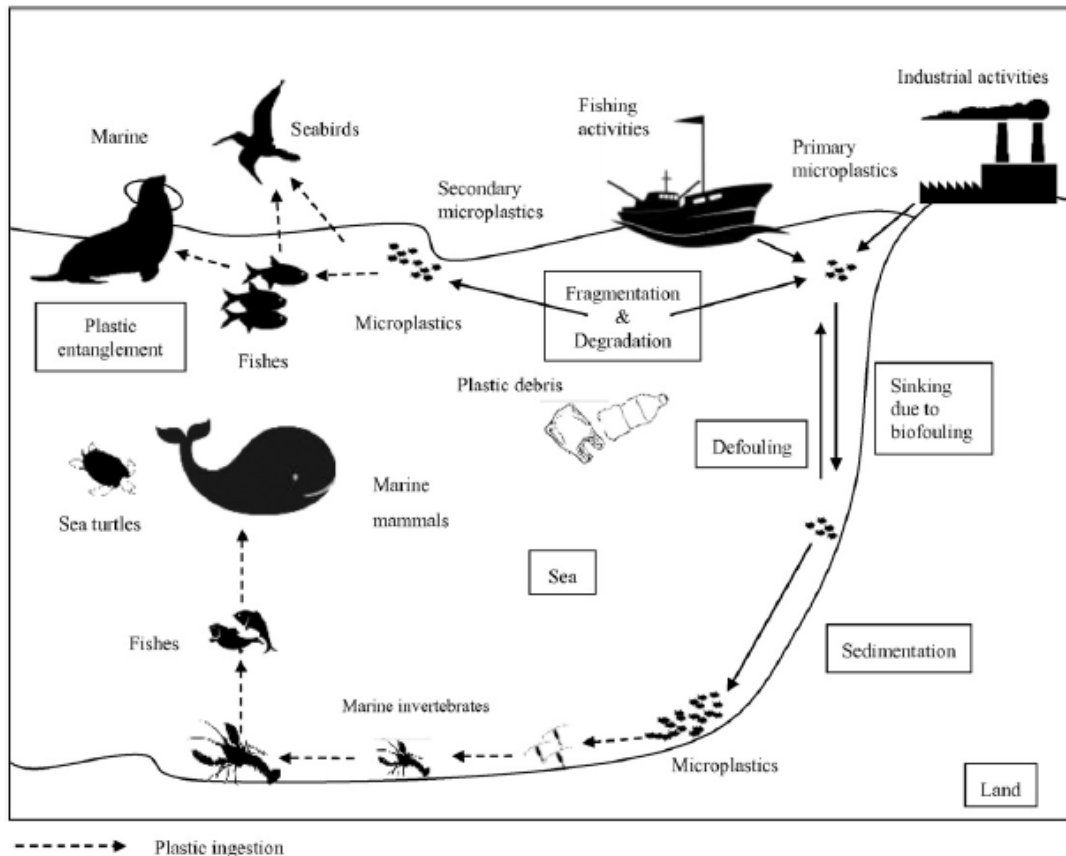 Industrial activities
Fishing
activities
Marine
Seabirds
Primary
microplastics
Secondary
microplastics
Plastic
entanglement
Fishes
Microplastics
Fragmentation
&
Degradation
Plastic debris
Sinking
due to
biofouling
Defouling
Sea turtles
Marine
mammals
Sea
Fishes
Sedimentation
Marine invertebrates
Microplastics
Land
Plastic ingestion